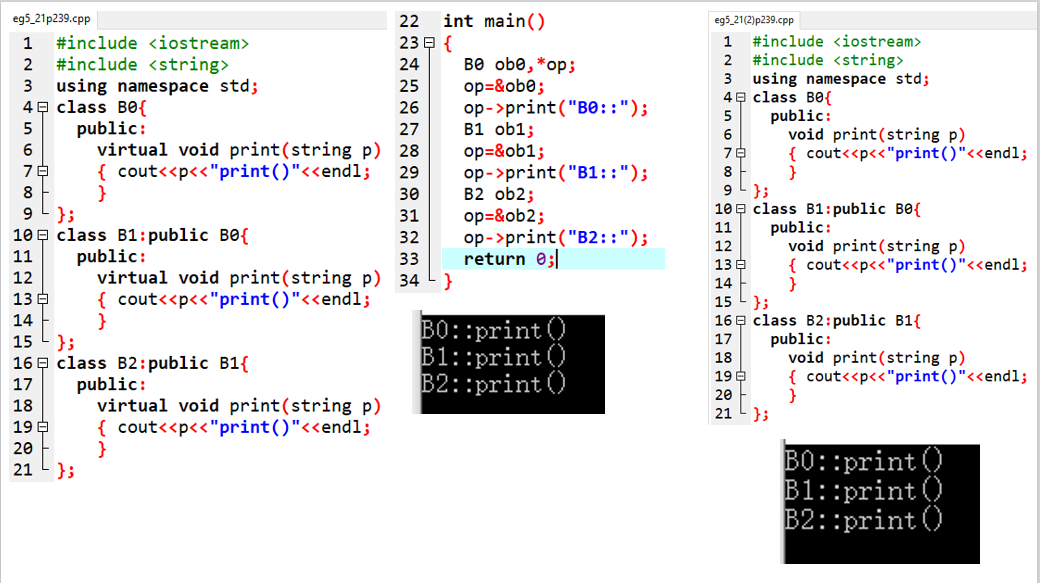 eg5_21p239.cpp
1 #include <iostream>
2 #include <string>
3 using namespace std;
4 class B0{
5 public:
6 virtual void print(string p)
7 { cout<<p<<"print()"<<endl;
8 }
9 };
10 class B1:public B0{
11 public:
12 virtual void print(string p)
13 { cout<<p<<"print()"<<endl;
14 }
15 };
16 class B2:public B1{
17 public:
18 virtual void print(string p)
19 { cout<<p<<"print()"<<endl;
20 }
21 };
22 int main()
23 {
24 B0 ob0,*op;
25 op=&ob0;
26 op->print("B0::");
27 B1 ob1;
28 op=&ob1;
29 op->print("B1::");
30 B2 ob2;
31 op=&ob2;
32 op->print("B2::");
33 return 0;
34 }
B0::print()
B1::print()
B2::print()
eg5_21(2)p239.cpp
1 #include <iostream>
2 #include <string>
3 using namespace std;
4 class B0{
5 public:
6 void print(string p)
7 { cout<<p<<"print()"<<endl;
8 }
9 };
10 class B1:public B0{
11 public:
12 void print(string p)
13 { cout<<p<<"print()"<<endl;
14 }
15 };
16 class B2:public B1{
17 public:
18 void print(string p)
19 { cout<<p<<"print()"<<endl;
20 }
21 };
B0::print()
B1::print()
B2::print()